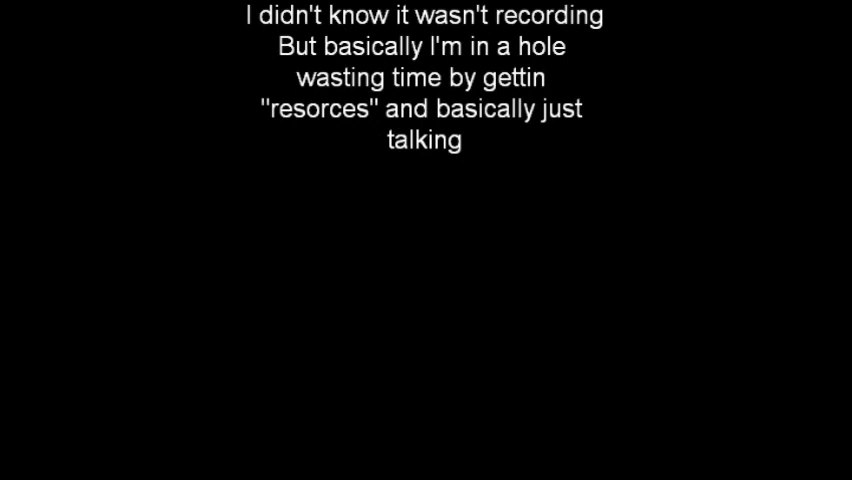 I didn't know it wasn't recording
But basically I'm in a hole
wasting time by gettin
"resorces" and basically just
talking